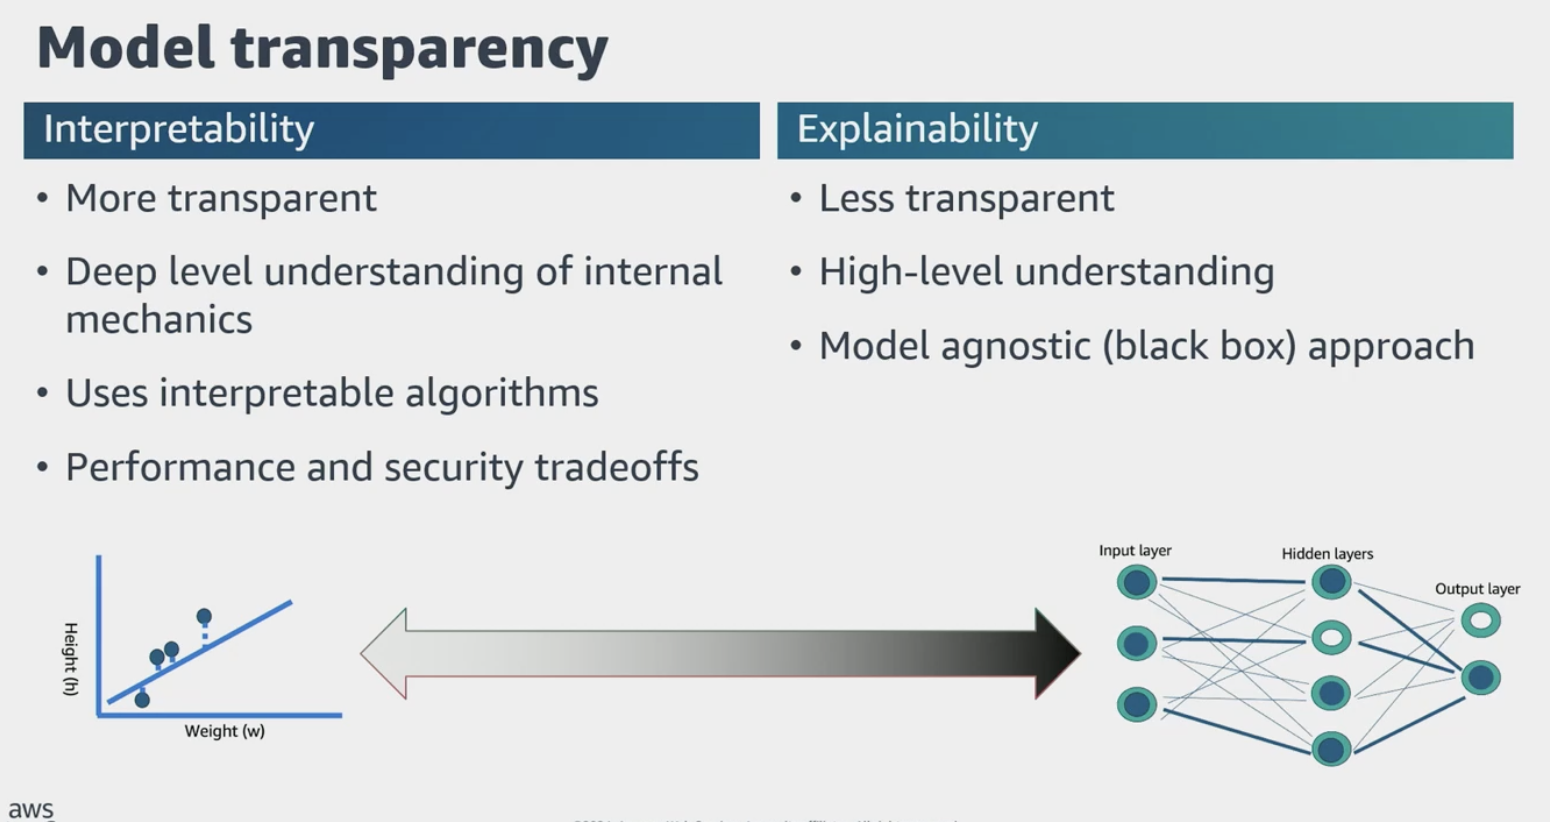 Model transparency
Interpretability
• More transparent
• Deep level understanding of internal
mechanics
• Uses interpretable algorithms
• Performance and security tradeoffs
Explainability
• Less transparent
• High-level understanding
• Model agnostic (black box) approach
Height (h)
Weight (w)
Input layer
Hidden layers
Output layer
aws